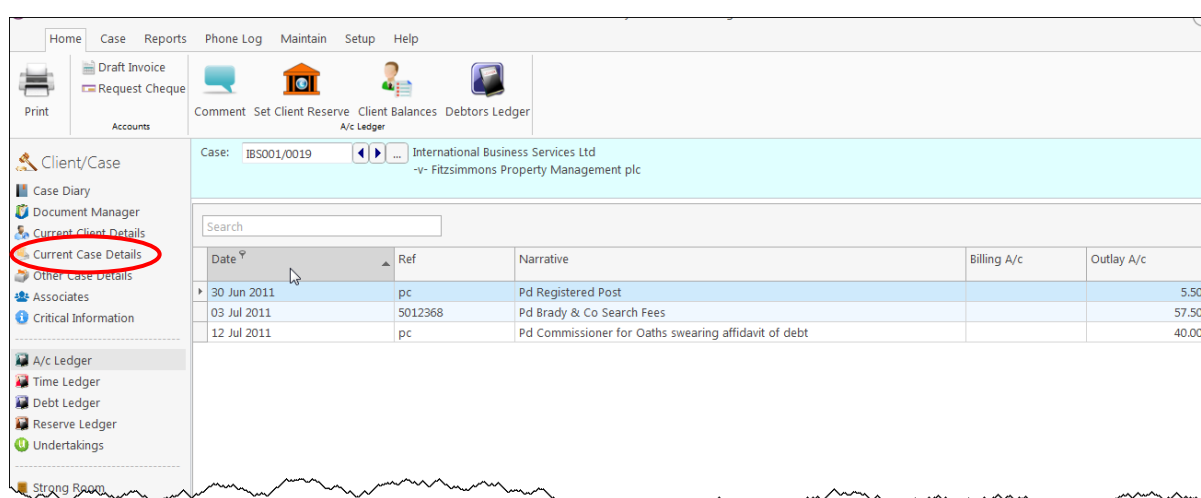 Home Case Reports Phone Log Maintain Setup Help
Draft Invoice
Request Cheque
Print
Comment Set Client Reserve Client Balances Debtors Ledger
Accounts
A/c Ledger
Client/Case
Case: IBS001/0019 ... International Business Services Ltd
-v- Fitzsimmons Property Management plc
Case Diary
Document Manager
Current Client Details
Current Case Details
Other Case Details
Associates
Critical Information
A/c Ledger
Time Ledger
Debt Ledger
Reserve Ledger
Undertakings
Strong Room
Search
Date Ref Narrative Billing A/c Outlay A/c
30 Jun 2011 pc Pd Registered Post 5.50
03 Jul 2011 5012368 Pd Brady & Co Search Fees 57.50
12 Jul 2011 pc Pd Commissioner for Oaths swearing affidavit of debt 40.00